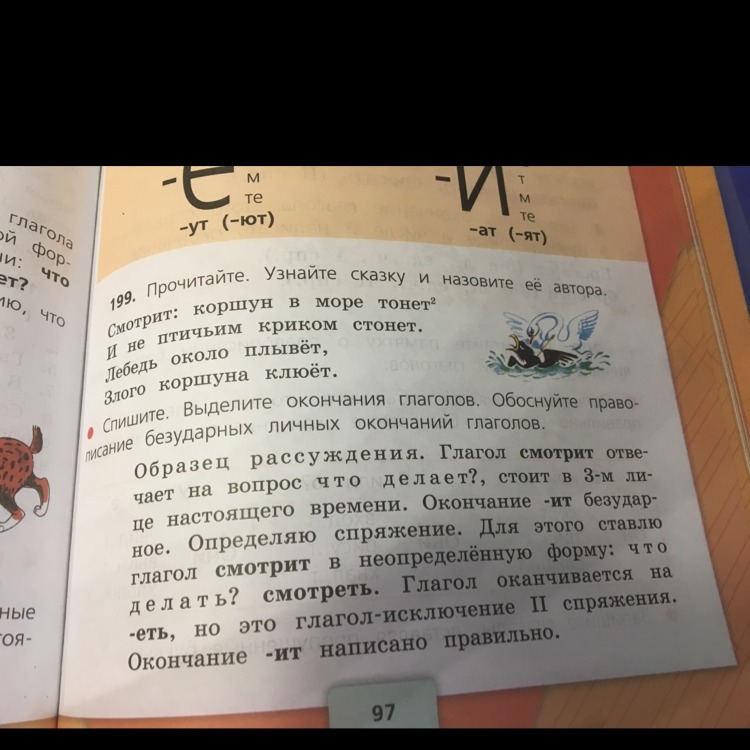 -е
м
те
-ут (-ют)
-и
т
м
те
-ат (-ят)
глагола
ой фор-
чи: что
ет?
ию, что
199. Прочитайте. Узнайте сказку и назовите её автора.
Смотрит: коршун в море тонет²
И не птичьим криком стонет.
Лебедь около плывёт,
Злого коршуна клюёт.
• Спишите. Выделите окончания глаголов. Обоснуйте право-
писание безударных личных окончаний глаголов.
Образец рассуждения. Глагол смотрит отве-
чает на вопрос что делает?, стоит в 3-м ли-
це настоящего времени. Окончание -ит безудар-
ное. Определяю спряжение. Для этого ставлю
глагол смотрит в неопределённую форму: что
делать? смотреть. Глагол оканчивается на
-еть, но это глагол-исключение II спряжения.
Окончание -ит написано правильно.
ные
тоя-
97